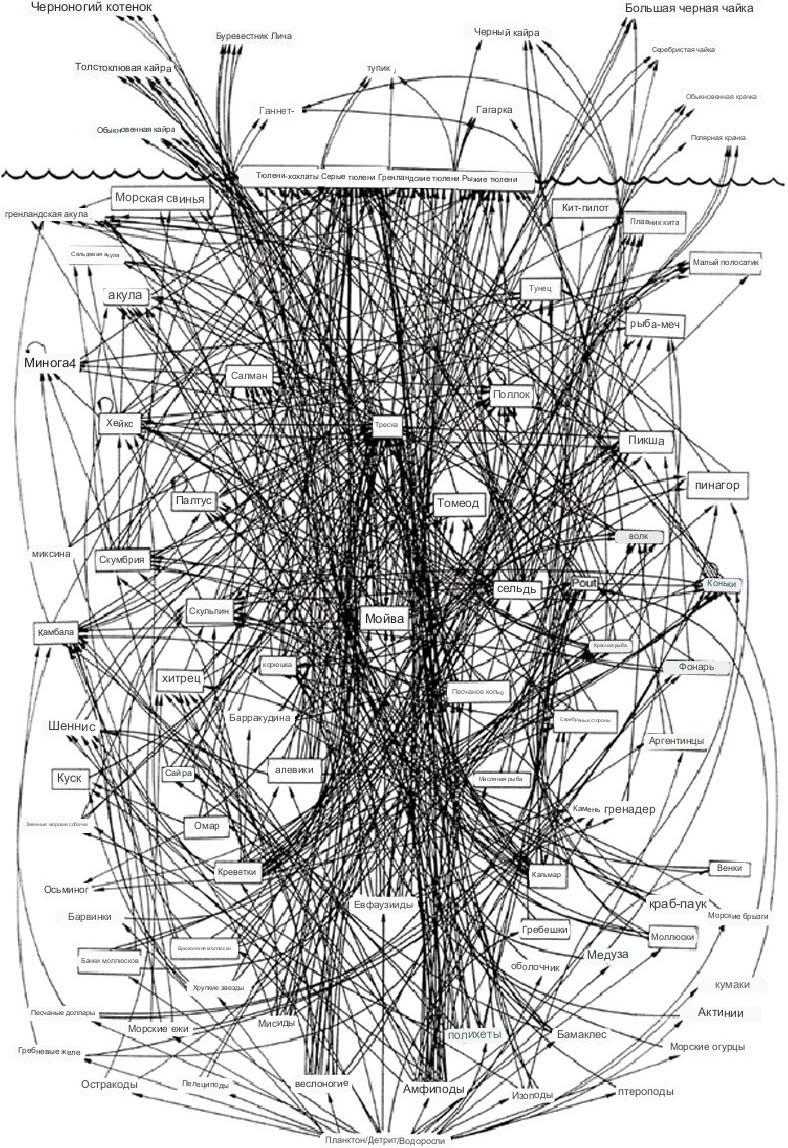 Черноногий котенок
Большая черная чайка
Буревестник Лича
Черный кайра
Серебристая чайка
Толстоклювая кайра
тупик
Обыкновенная крачка
Ганнет-
Гагарка
Обыкновенная кайра
Полярная крачка
Тюлени-хохлаты Серые тюлени Гренландские тюлени Рыжие тюлени
Морская свинья
Кит-пилот
гренландская акула
Плавник кита
Сельдевая акула
Малый полосатик
акула
Тунец
рыба-меч
Минога4
Салман
Поллок
Хейкс
Треска
Пикша
пинагор
Палтус
Томеод
волк
миксина
Скумбрия
сельдь
Pout
Коньки
Скульпин
Мойва
Камбала
Красная рыба
корюшка
Фонарь
хитрец
Песчаное копье
Барракудина
Серебряные стороны
Шеннис
Аргентинцы
Куск
Сайра
алевики
Масляная рыба
Камень гренадер
Змеиные морские собачки
Омар
Креветки
Кальмар
Венки
Осьминог
Евфаузииды
краб-паук
Барвинки
Морские брызги
Гребешки
Моллюски
Банки моллюсков
Брюхоногие моллюски
Медуза
оболочник
Хрупкие звезды
кумаки
Песчаные доллары
Морские ежи
Мисиды
Актинии
полихеты
Бамаклес
Гребневые желе
Морские огурцы
Остракоды
Пелециподы
веслоногие
Амфиподы
Изоподы
птероподы
Планктон/Детрит/Водоросли